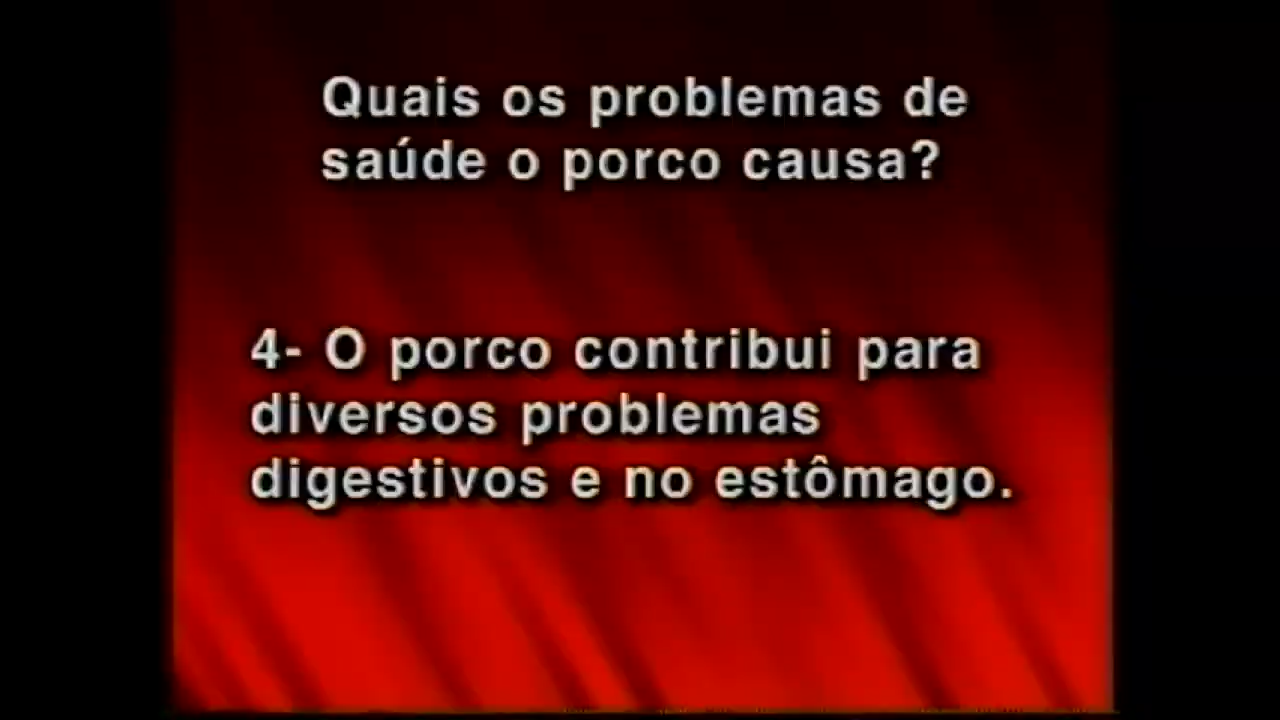 Quais os problemas de
saúde o porco causa?
4- O porco contribui para
diversos problemas
digestivos e no estômago.